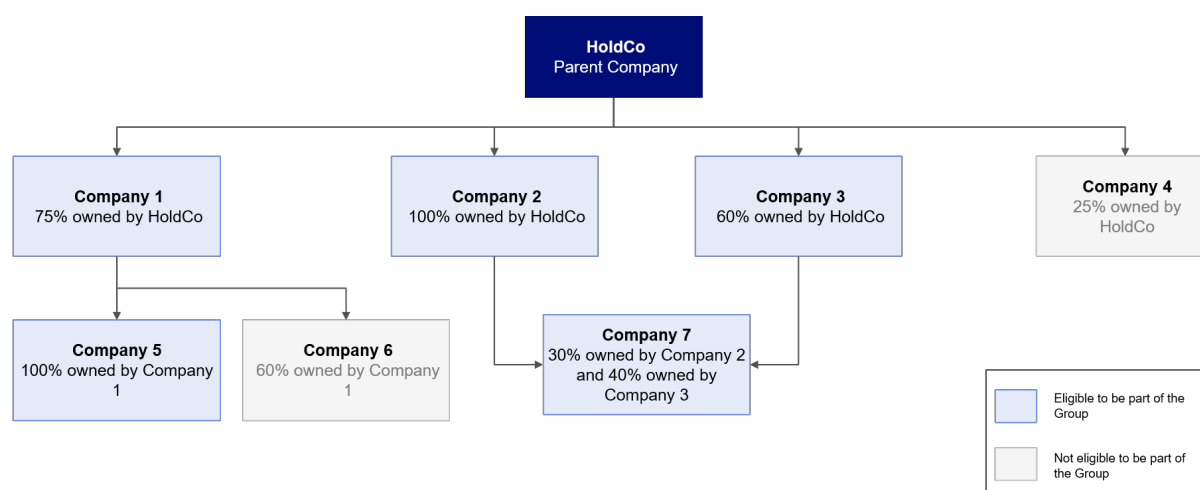 HoldCo
Parent Company
Company 1
75% owned by HoldCo
Company 2
100% owned by HoldCo
Company 3
60% owned by HoldCo
Company 4
25% owned by
HoldCo
Company 5
100% owned by Company
1
Company 6
60% owned by Company
1
Company 7
30% owned by Company 2
and 40% owned by
Company 3
Eligible to be part of the
Group
Not eligible to be part of
the Group